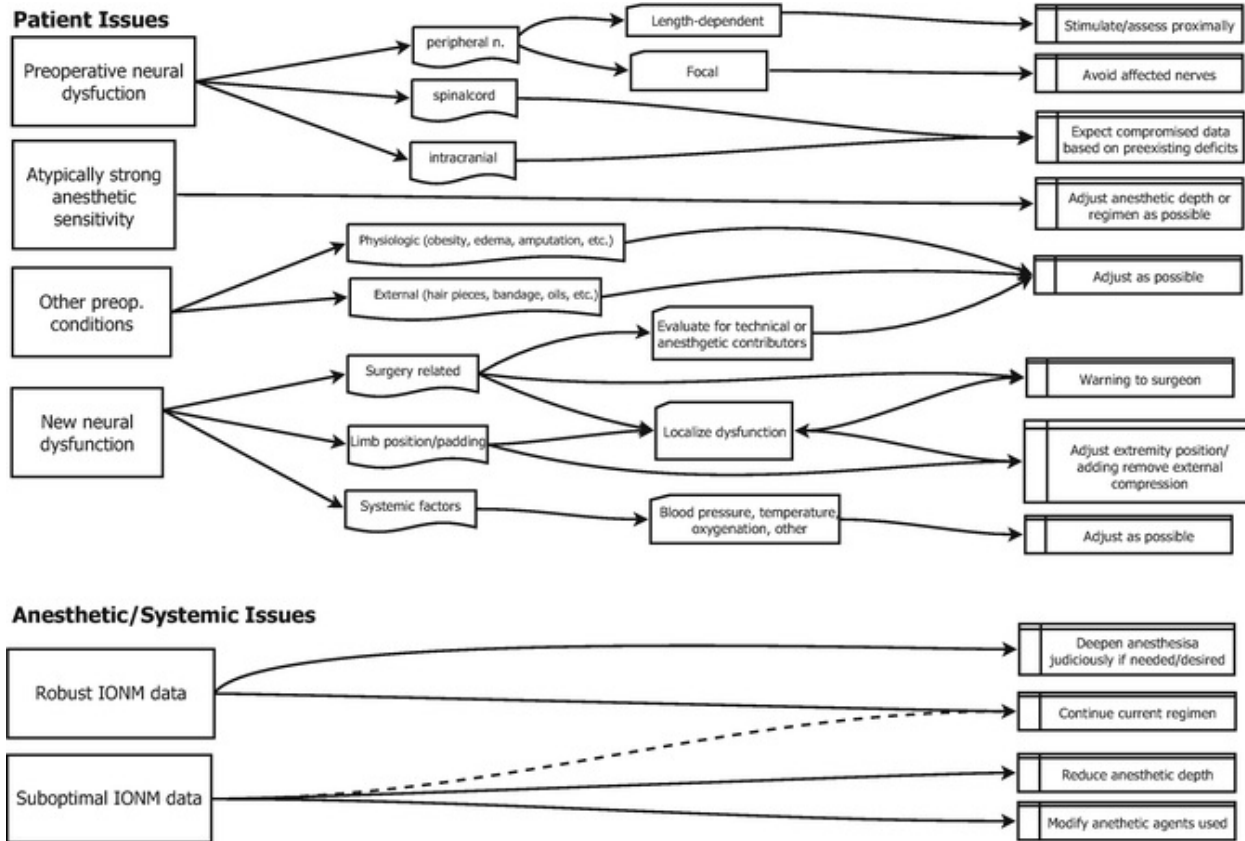 Patient Issues
Preoperative neural
dysfuction
peripheral n.
Length-dependent
Stimulate/assess proximally
Focal
Avoid affected nerves
spinalcord
intracranial
Expect compromised data
based on preexisting deficits
Atypically strong
anesthetic
sensitivity
Adjust anesthetic depth or
regimen as possible
Other preop.
conditions
Physiologic (obesity, edema, amputation, etc.)
External (hair pieces, bandage, oils, etc.)
Adjust as possible
New neural
dysfunction
Surgery related
Evaluate for technical or
anesthgetic contributors
Warning to surgeon
Limb position/padding
Localize dysfunction
Adjust extremity position/
adding remove external
compression
Systemic factors
Blood pressure, temperature,
oxygenation, other
Adjust as possible
Anesthetic/Systemic Issues
Robust IONM data
Deepen anesthesisa
judiciously if needed/desired
Continue current regimen
Suboptimal IONM data
Reduce anesthetic depth
Modify anethetic agents used